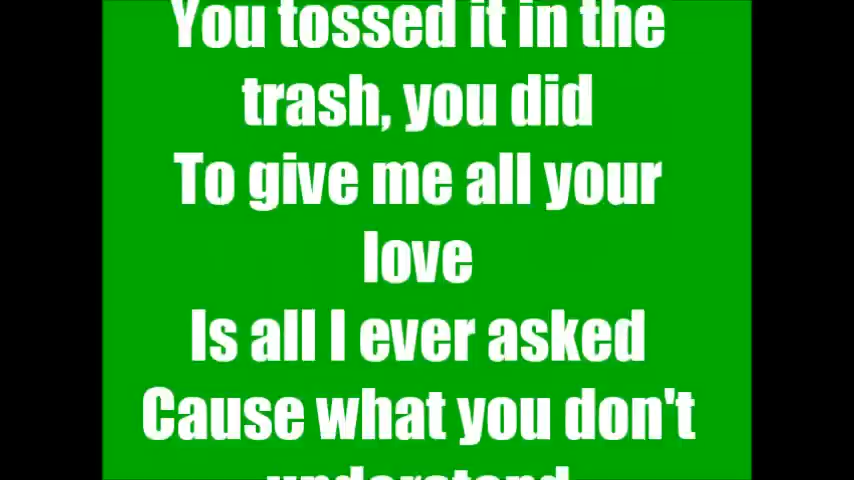 You tossed it in the
trash, you did
To give me all your
love
Is all I ever asked
Cause what you don't
understand